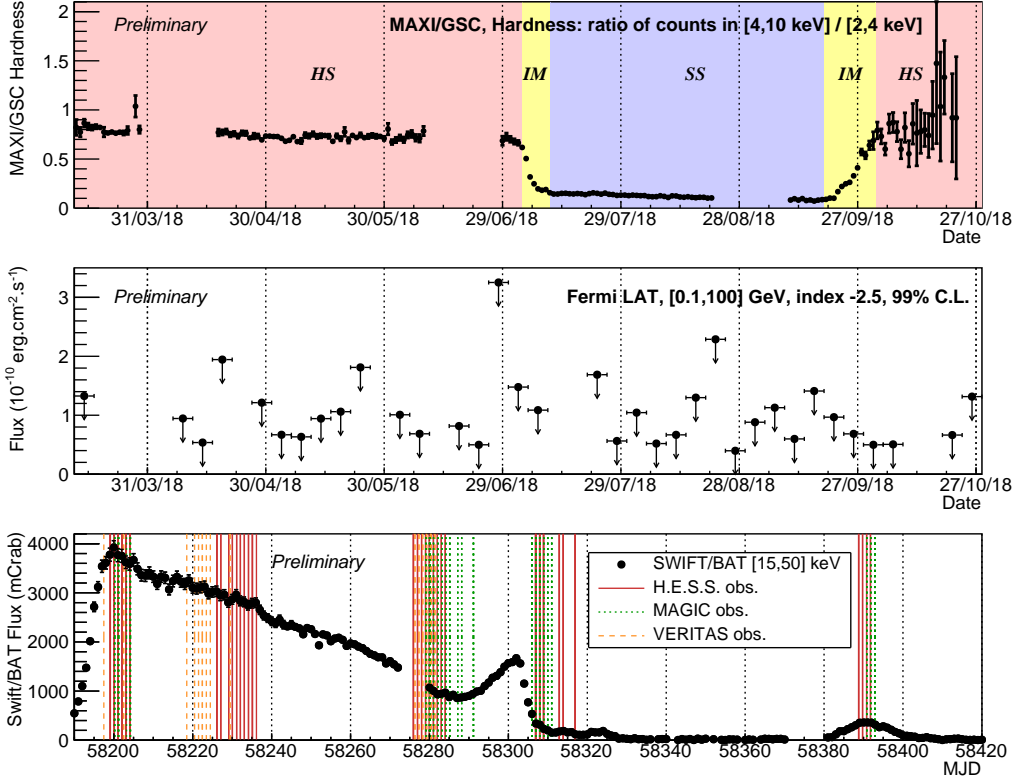 MAXI/GSC Hardness
2
1.5
1
0.5
0
Preliminary
MAXI/GSC, Hardness: ratio of counts in [4,10 keV] / [2,4 keV]
HS IM SS IM HS
31/03/18 30/04/18 30/05/18 29/06/18 29/07/18 28/08/18 27/09/18 27/10/18
Date
Flux (10⁻¹⁰ erg.cm⁻².s⁻¹)
3
2
1
0
Preliminary
Fermi LAT, [0.1,100] GeV, index -2.5, 99% C.L.
31/03/18 30/04/18 30/05/18 29/06/18 29/07/18 28/08/18 27/09/18 27/10/18
Date
Swift/BAT Flux (mCrab)
4000
3000
2000
1000
0
Preliminary
SWIFT/BAT [15,50] keV
H.E.S.S. obs.
MAGIC obs.
VERITAS obs.
58200 58220 58240 58260 58280 58300 58320 58340 58360 58380 58400 58420
MJD